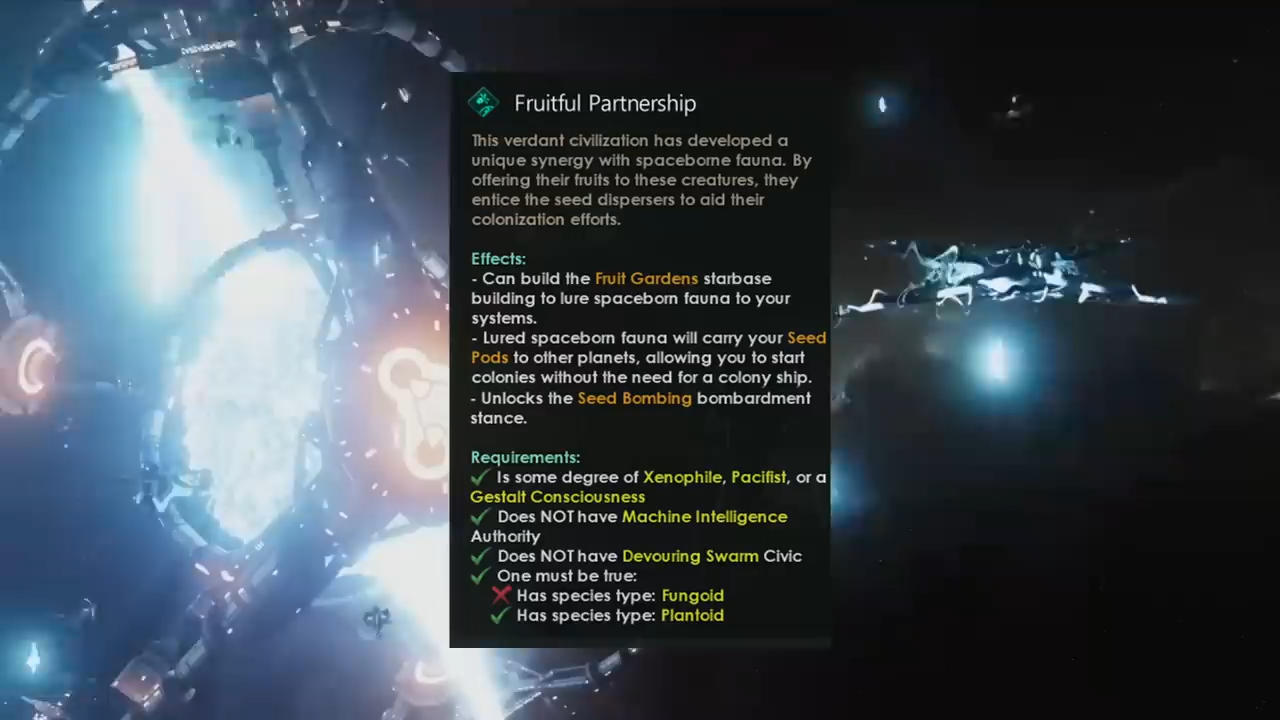 Fruitful Partnership
This verdant civilization has developed a
unique synergy with spaceborne fauna. By
offering their fruits to these creatures, they
entice the seed dispersers to aid their
colonization efforts.
Effects:
- Can build the Fruit Gardens starbase
building to lure spaceborn fauna to your
systems.
- Lured spaceborn fauna will carry your Seed
Pods to other planets, allowing you to start
colonies without the need for a colony ship.
- Unlocks the Seed Bombing bombardment
stance.
Requirements:
Is some degree of Xenophile, Pacifist, or a
Gestalt Consciousness
Does NOT have Machine Intelligence
Authority
Does NOT have Devouring Swarm Civic
One must be true:
Has species type: Fungoid
Has species type: Plantoid